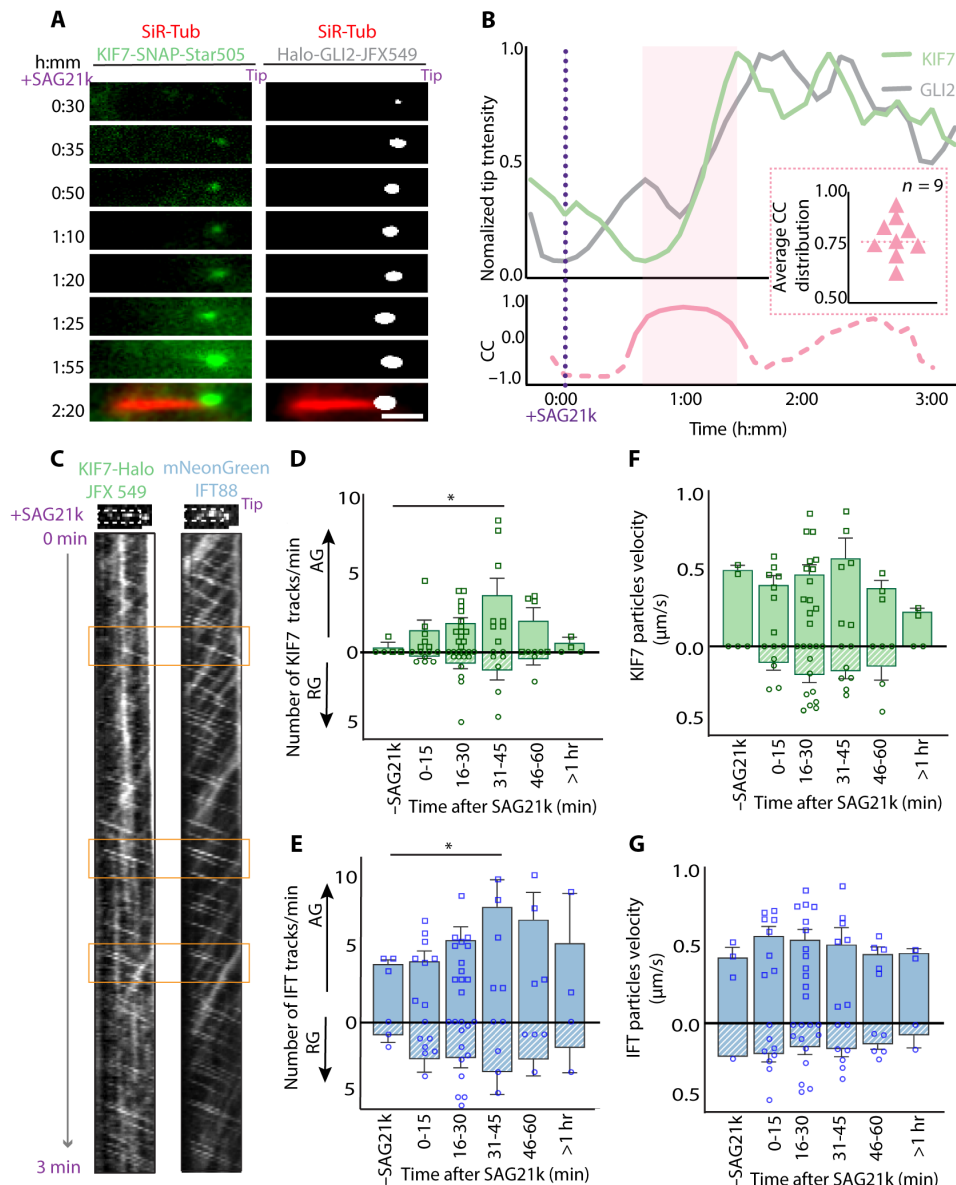 A
SiR-Tub
SiR-Tub
KIF7-SNAP-Star505
Halo-GLI2-JFX549
h:mm
+SAG21k
Tip
Tip
0:30
0:35
0:50
1:10
1:20
1:25
1:55
2:20
B
1.0
0.5
0.0
Nomalized tip Intensity
KIF7
GLI2
n = 9
1.00
0.75
0.50
Average CC
distribution
1.0
0.0
−1.0
CC
0:00
1:00
2:00
3:00
+SAG21k
Time (h:mm)
C
KIF7-Halo
JFX 549
mNeonGreen
IFT88
+SAG21k
Tip
0 min
3 min
D
10
5
0
5
Number of KIF7 tracks/min
AG
RG
*
–SAG21k
0-15
16-30
31-45
46-60
>1 hr
Time after SAG21k (min)
F
1.0
0.5
0.0
0.5
KIF7 particles velocity
(μm/s)
–SAG21k
0-15
16-30
31-45
46-60
>1 hr
Time after SAG21k (min)
E
10
5
0
5
Number of IFT tracks/min
AG
RG
*
–SAG21k
0-15
16-30
31-45
46-60
>1 hr
Time after SAG21k (min)
G
1.0
0.5
0.0
0.5
IFT particles velocity
(μm/s)
–SAG21k
0-15
16-30
31-45
46-60
>1 hr
Time after SAG21k (min)